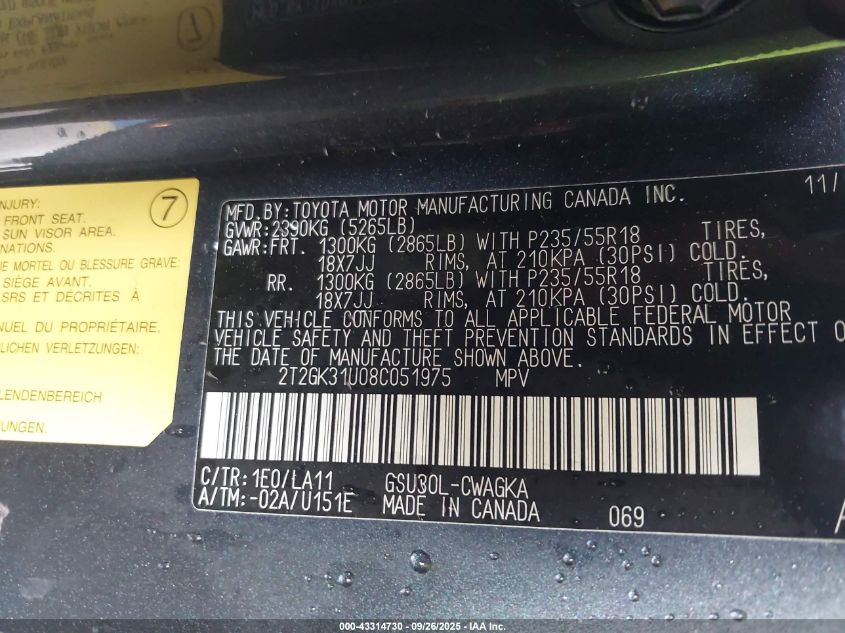 NJURY:
FRONT SEAT.
SUN VISOR AREA.
NATIONS.
UE MORTEL OU BLESSURE GRAVE:
SIÈGE AVANT.
SRS ET DÉCRITES À
NUEL DU PROPRIÉTAIRE.
LICHEN VERLETZUNGEN:
LENDENBEREICH
UNGEN.
7
MFD.BY:TOYOTA MOTOR MANUFACTURING CANADA INC. 11/
GVWR:2390KG (5265LB)
GAWR:FRT. 1300KG (2865LB) WITH P235/55R18 TIRES,
18X7JJ RIMS, AT 210KPA (30PSI) COLD.
RR. 1300KG (2865LB) WITH P235/55R18 TIRES,
18X7JJ RIMS, AT 210KPA (30PSI) COLD.
THIS VEHICLE CONFORMS TO ALL APPLICABLE FEDERAL MOTOR
VEHICLE SAFETY AND THEFT PREVENTION STANDARDS IN EFFECT O
THE DATE OF MANUFACTURE SHOWN ABOVE.
2T2GK31U08C051975 MPV
C/TR:1E0/LA11 GSU30L-CWAGKA
A/TM:-02A/U151E MADE IN CANADA 069
A
000-43314730 - 09/26/2025 - IAA Inc.